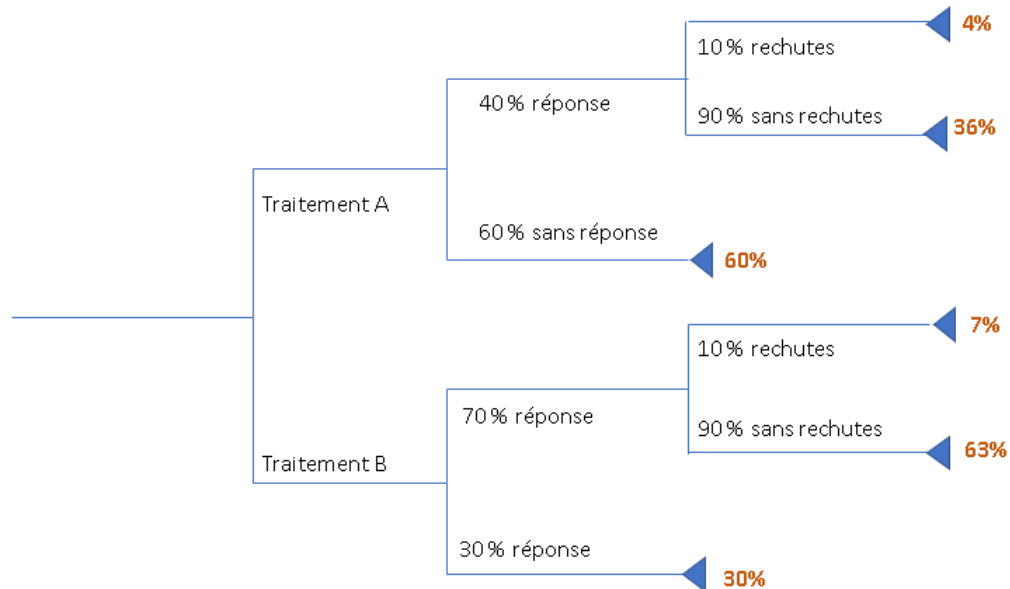 4%
10% rechutes
40% réponse
90% sans rechutes
36%
Traitement A
60% sans réponse
60%
7%
10% rechutes
70% réponse
90% sans rechutes
63%
Traitement B
30% réponse
30%